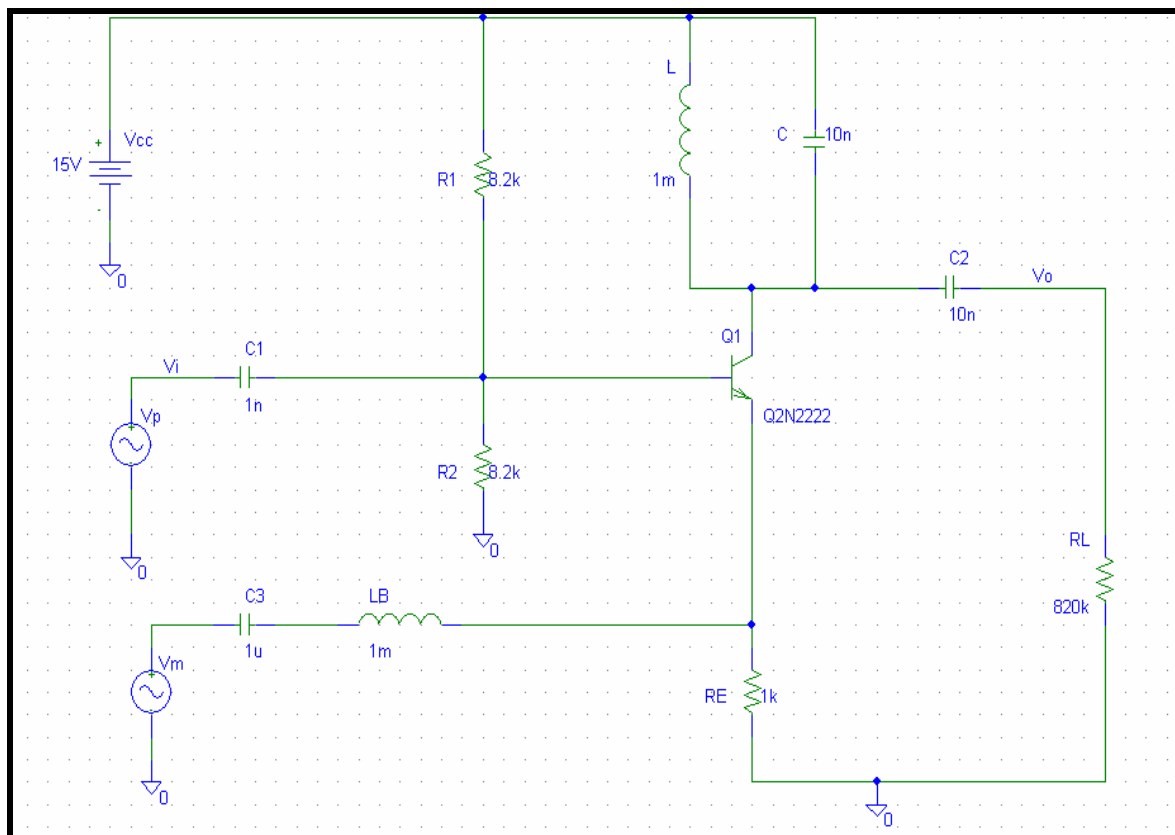 L
Vcc
15V
R1 8.2k
C 10n
1m
0
C2
Vo
10n
Q1
C1
Vi
1n
Vp
Q2N2222
R2 8.2k
0
0
RL
820k
C3
LB
1u
1m
Vm
RE 1k
0
0